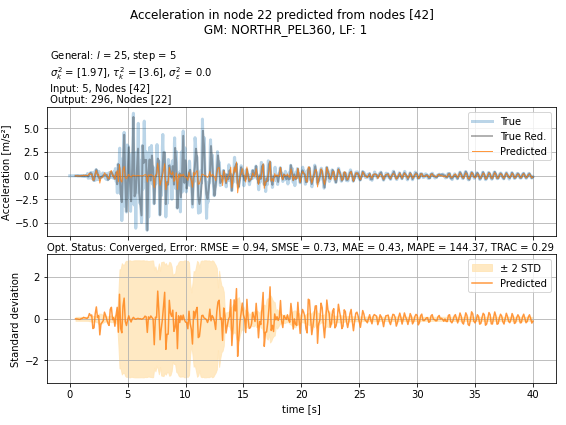 Acceleration in node 22 predicted from nodes [42]
GM: NORTHR_PEL360, LF: 1
General: l = 25, step = 5
σ²ₖ = [1.97], τ²ₖ = [3.6], σ²ε = 0.0
Input: 5, Nodes [42]
Output: 296, Nodes [22]
True
True Red.
Predicted
Acceleration [m/s²]
5.0
2.5
0.0
−2.5
−5.0
Opt. Status: Converged, Error: RMSE = 0.94, SMSE = 0.73, MAE = 0.43, MAPE = 144.37, TRAC = 0.29
± 2 STD
Predicted
Standard deviation
2
0
−2
0 5 10 15 20 25 30 35 40
time [s]